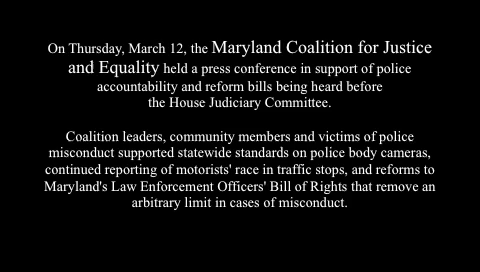 On Thursday, March 12, the Maryland Coalition for Justice
and Equality held a press conference in support of police
accountability and reform bills being heard before
the House Judiciary Committee.
Coalition leaders, community members and victims of police
misconduct supported statewide standards on police body cameras,
continued reporting of motorists' race in traffic stops, and reforms to
Maryland's Law Enforcement Officers' Bill of Rights that remove an
arbitrary limit in cases of misconduct.